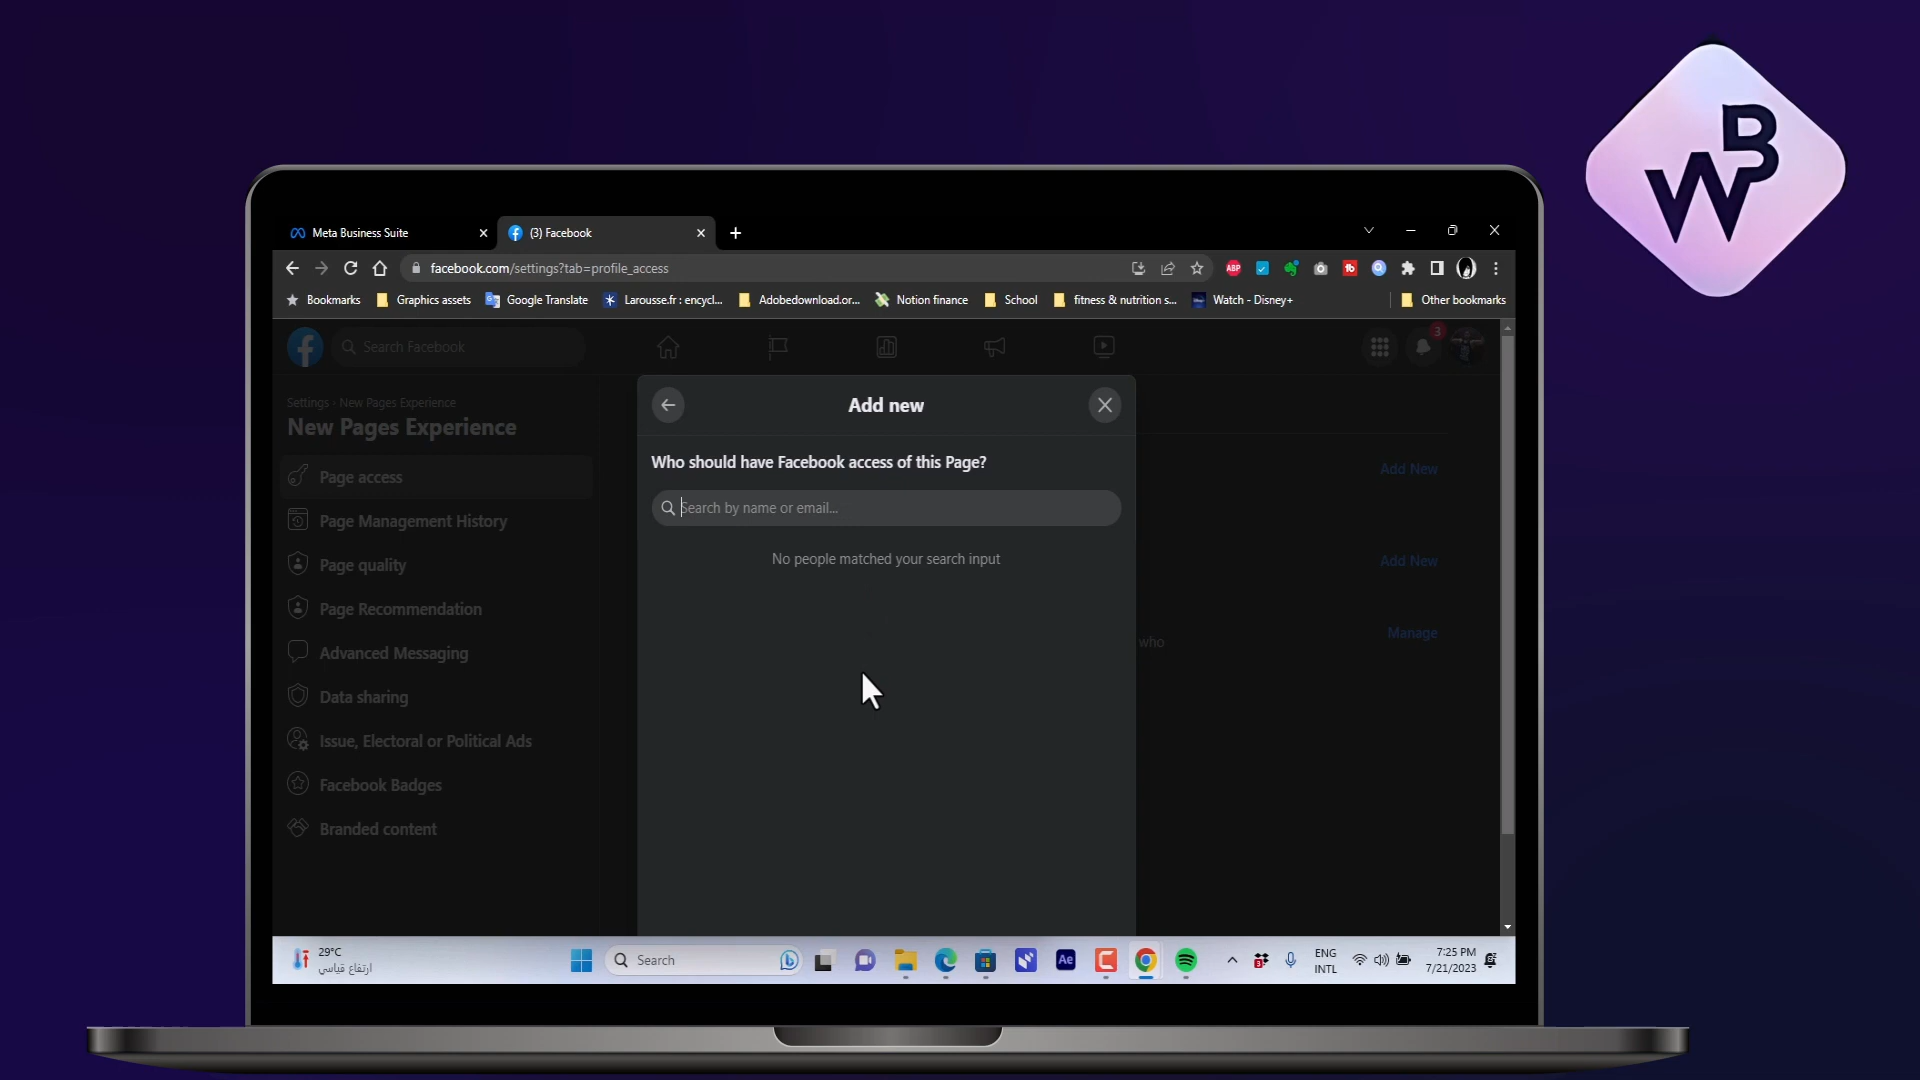 WB
Meta Business Suite
(3) Facebook
facebook.com/settings?tab=profile_access
ABP
Bookmarks
Graphics assets
Google Translate
Larousse.fr : encycl...
Adobedownload.or...
Notion finance
School
fitness & nutrition s...
Watch - Disney+
Other bookmarks
Search Facebook
3
Settings › New Pages Experience
New Pages Experience
Page access
Page Management History
Page quality
Page Recommendation
Advanced Messaging
Data sharing
Issue, Electoral or Political Ads
Facebook Badges
Branded content
Add new
Who should have Facebook access of this Page?
Search by name or email...
No people matched your search input
Add New
Add New
who
Manage
29°C
ارتفاع قياسي
Search
Ae
ENG
INTL
7:25 PM
7/21/2023